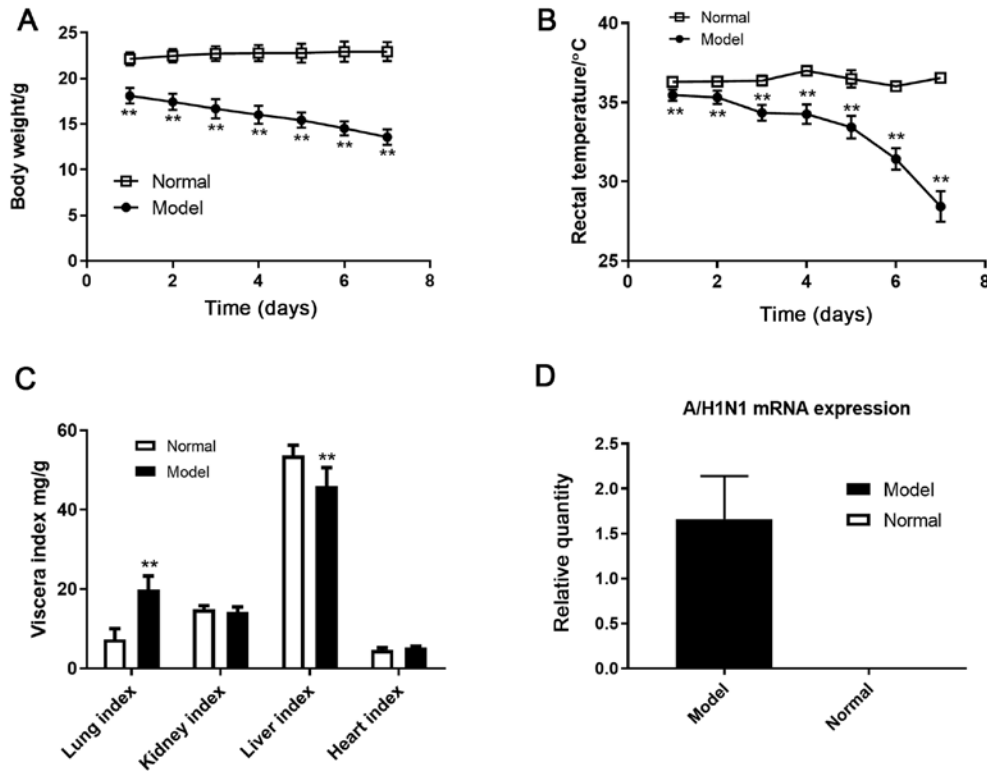 A
Body weight/g
25
20
15
10
5
0
** ** ** ** ** ** **
Normal
Model
0 2 4 6 8
Time (days)
B
Normal
Model
Rectal temperature/°C
40
35
30
25
** ** ** ** ** ** **
0 2 4 6 8
Time (days)
C
Viscera index mg/g
60
40
20
0
Normal
Model
**
**
Lung index
Kidney index
Liver index
Heart index
D
A/H1N1 mRNA expression
Relative quantity
2.5
2.0
1.5
1.0
0.5
0.0
Model
Normal
Model
Normal